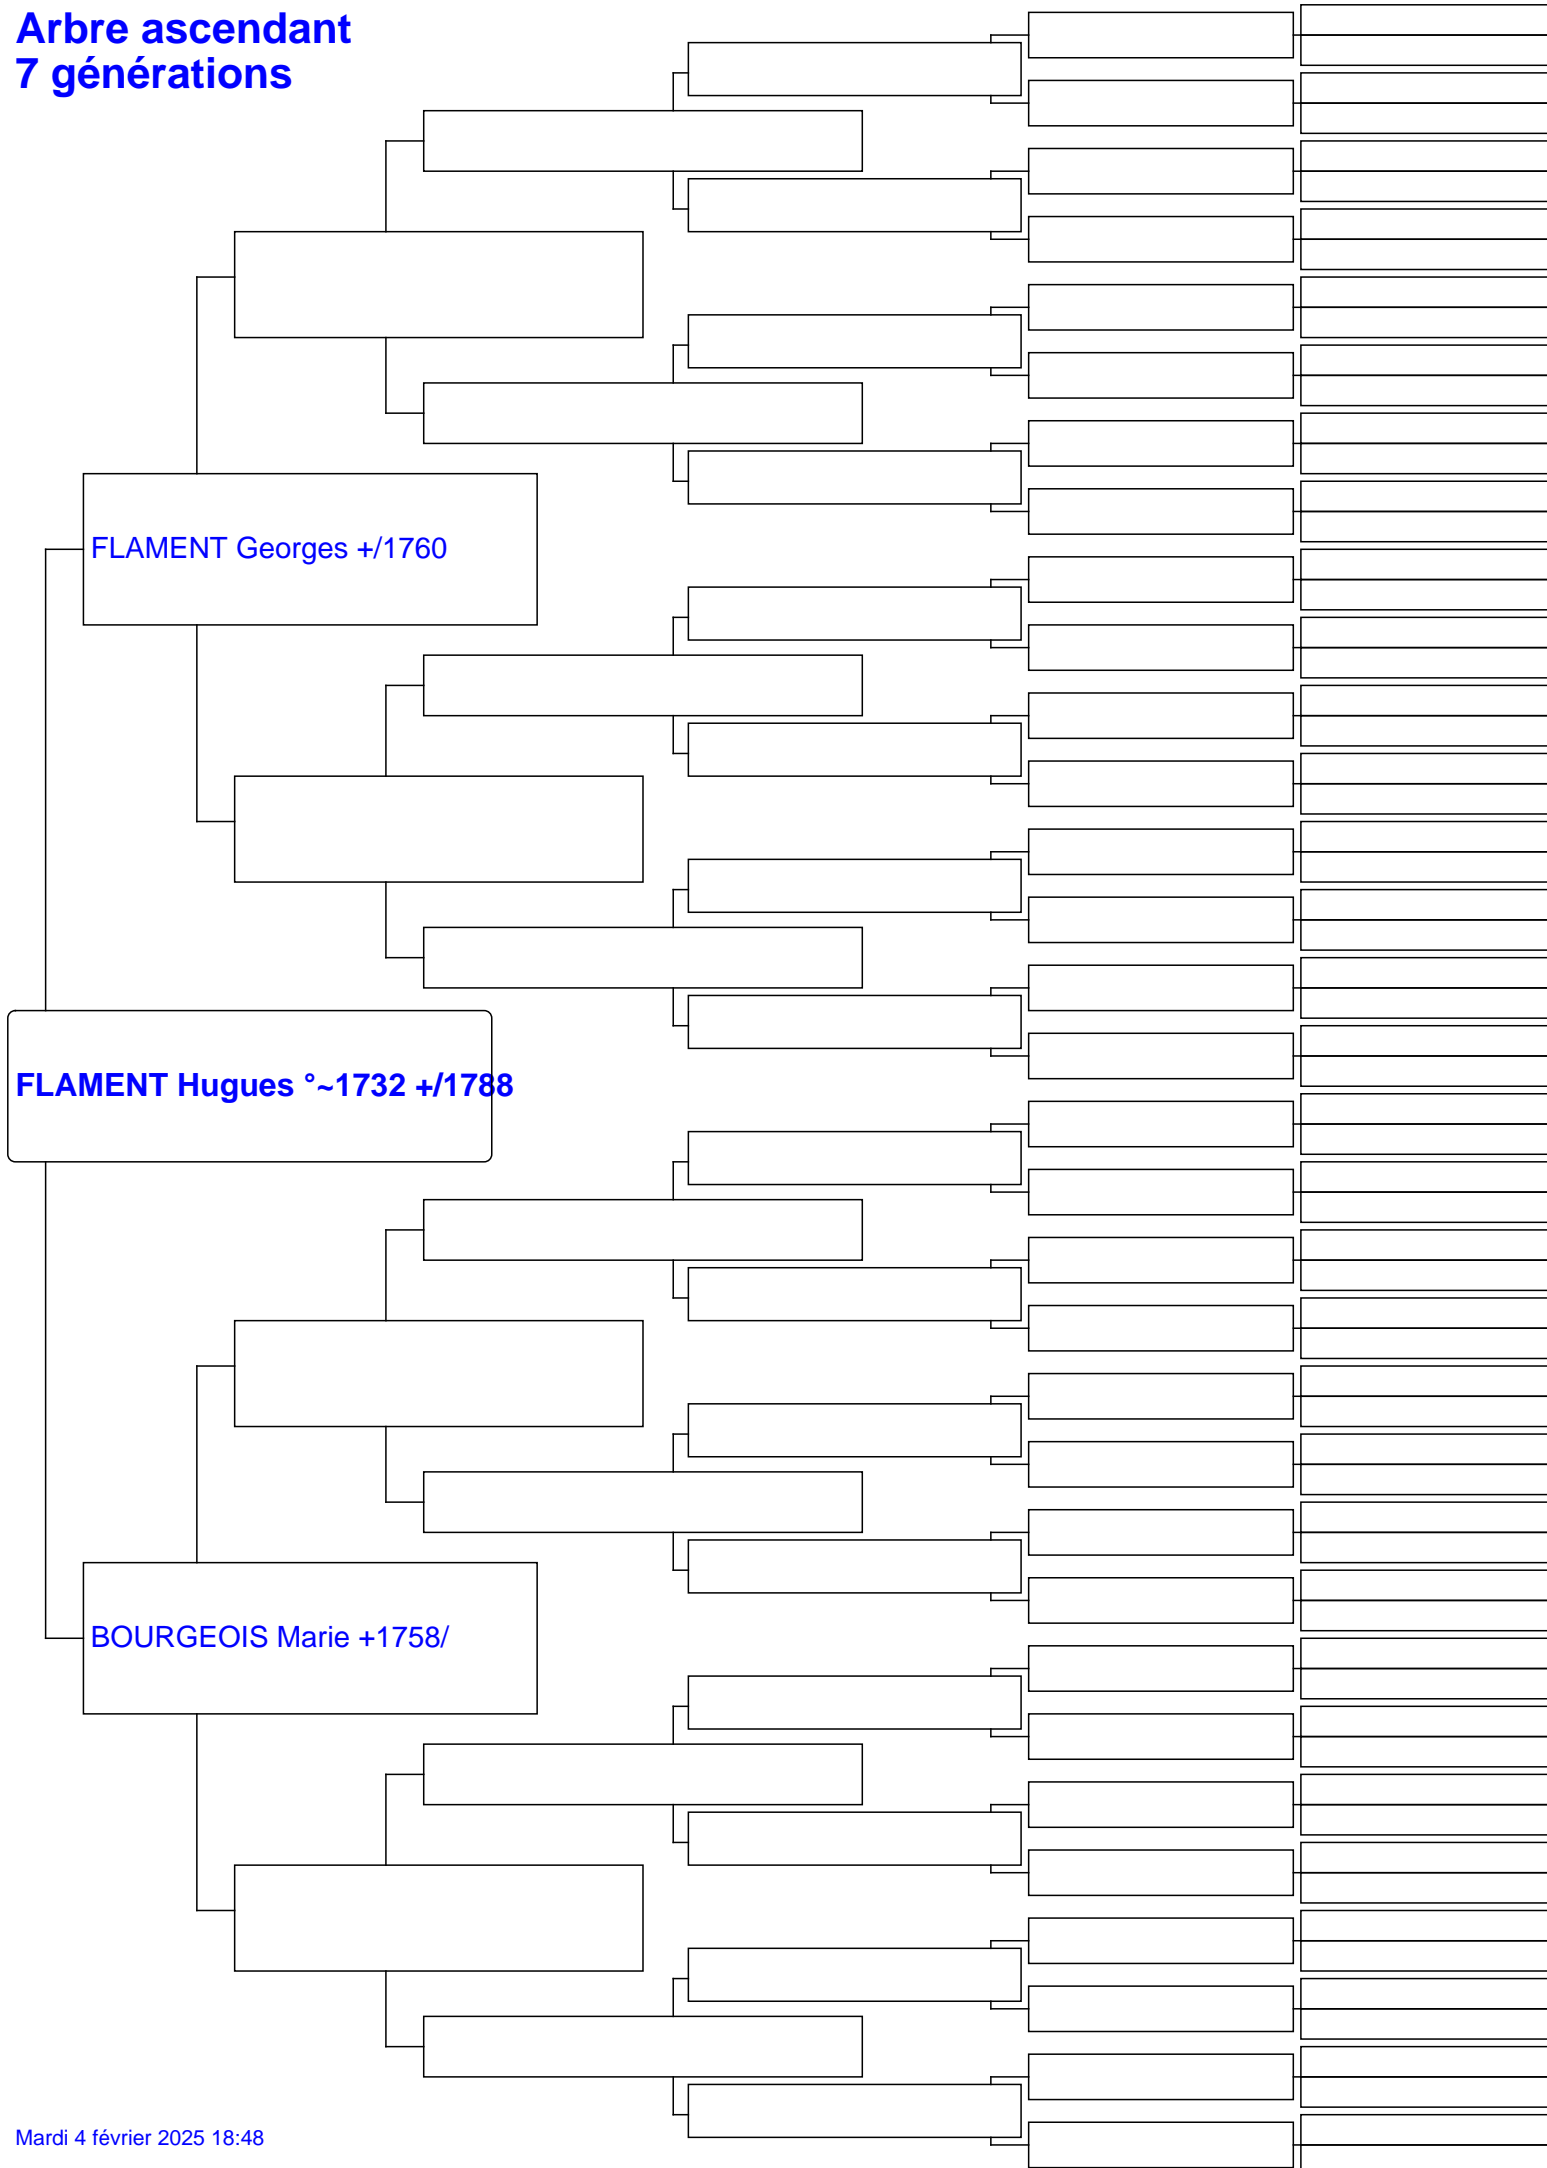 Arbre ascendant
7 générations
FLAMENT Georges +/1760
FLAMENT Hugues °~1732 +/1788
BOURGEOIS Marie +1758/
Mardi 4 février 2025 18:48